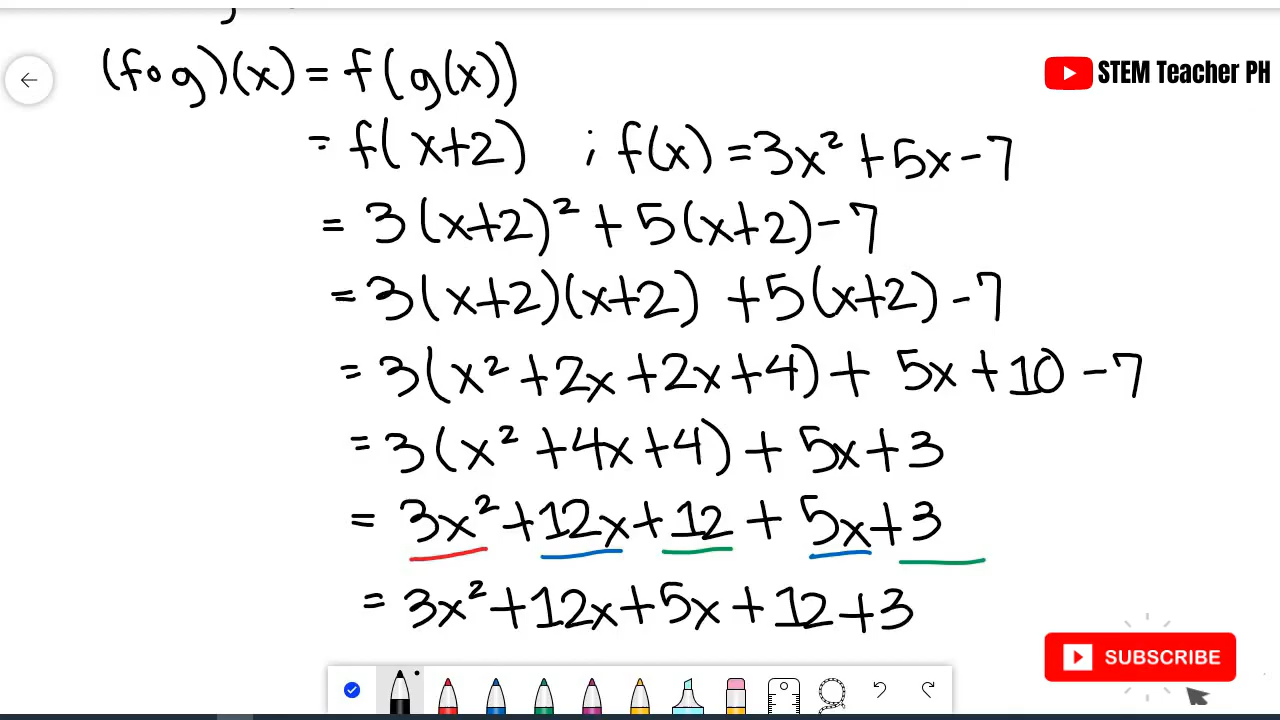 (f∘g)(x) = f(g(x))
STEM Teacher PH
= f(x+2) ; f(x) = 3x² + 5x - 7
= 3(x+2)² + 5(x+2) - 7
= 3(x+2)(x+2) + 5(x+2) - 7
= 3(x² + 2x + 2x + 4) + 5x + 10 - 7
= 3(x² + 4x + 4) + 5x + 3
= 3x² + 12x + 12 + 5x + 3
= 3x² + 12x + 5x + 12 + 3
SUBSCRIBE